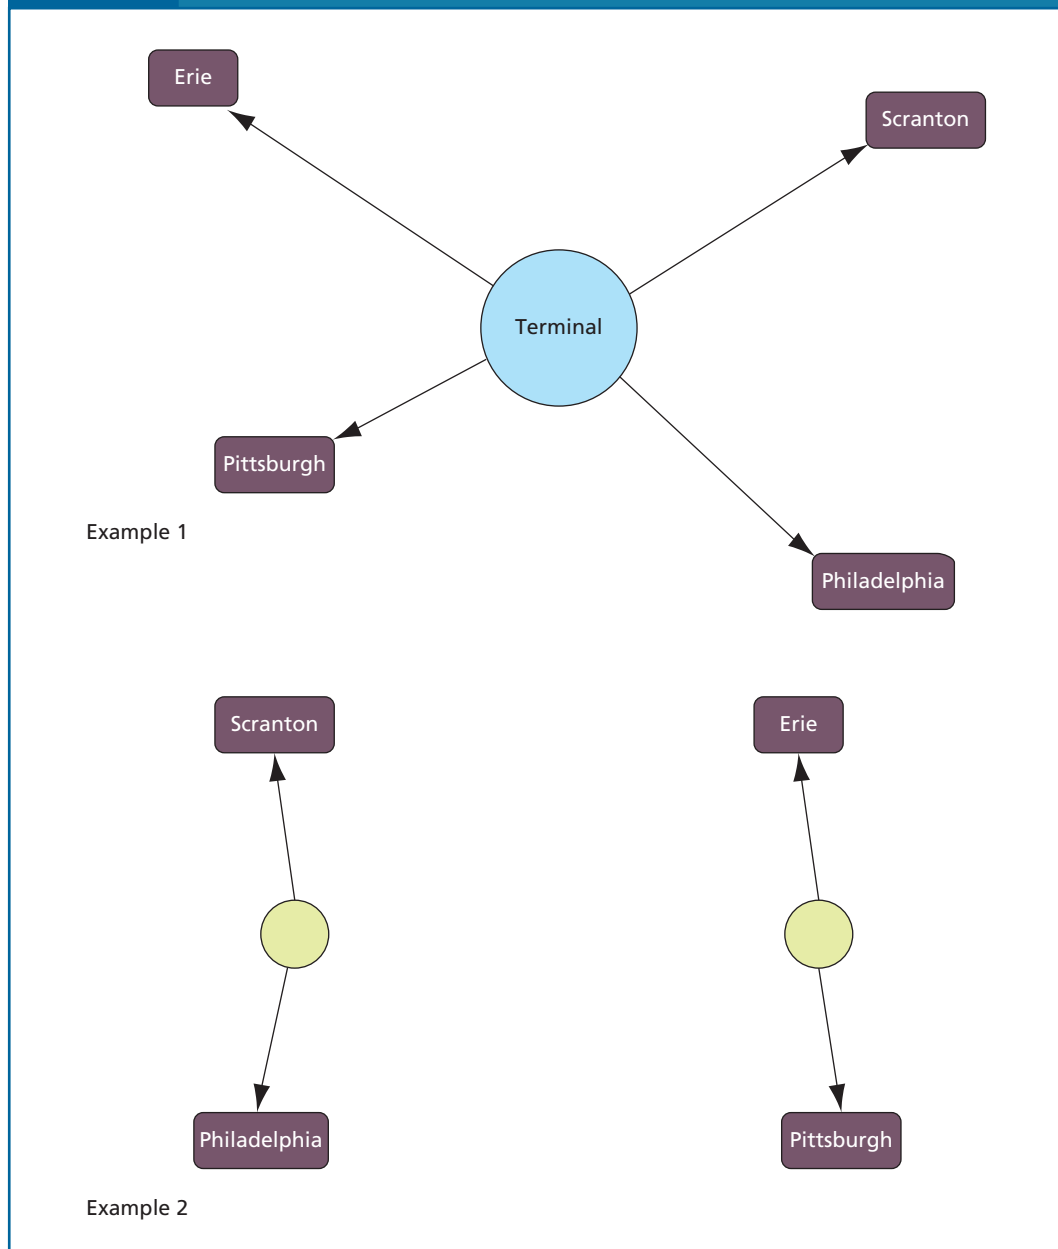 Erie
Scranton
Terminal
Pittsburgh
Example 1
Philadelphia
Scranton
Erie
Philadelphia
Pittsburgh
Example 2